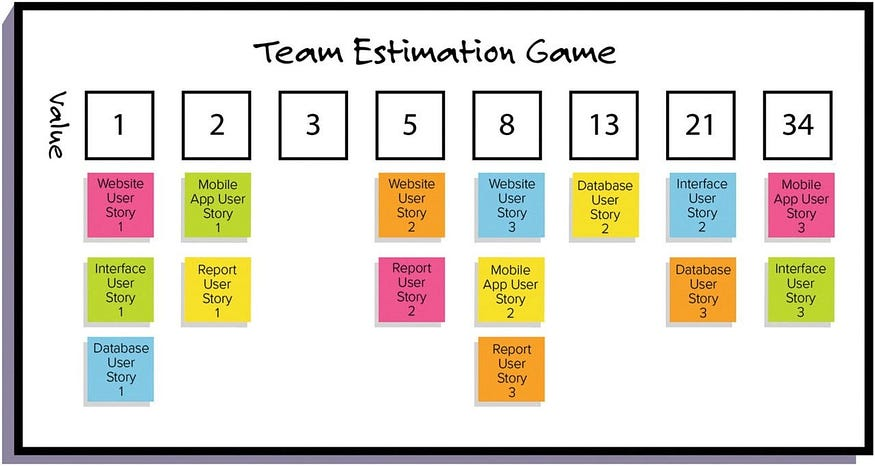 Team Estimation Game
Value
1
2
3
5
8
13
21
34
Website
User
Story
1
Mobile
App User
Story
1
Website
User
Story
2
Website
User
Story
3
Database
User
Story
2
Interface
User
Story
2
Mobile
App User
Story
3
Interface
User
Story
1
Report
User
Story
1
Report
User
Story
2
Mobile
App User
Story
2
Database
User
Story
3
Interface
User
Story
3
Database
User
Story
1
Report
User
Story
3